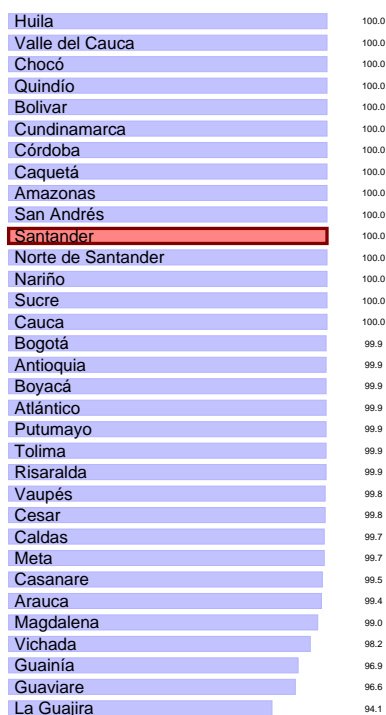 Huila 100.0
Valle del Cauca 100.0
Chocó 100.0
Quindío 100.0
Bolivar 100.0
Cundinamarca 100.0
Córdoba 100.0
Caquetá 100.0
Amazonas 100.0
San Andrés 100.0
Santander 100.0
Norte de Santander 100.0
Nariño 100.0
Sucre 100.0
Cauca 100.0
Bogotá 99.9
Antioquia 99.9
Boyacá 99.9
Atlántico 99.9
Putumayo 99.9
Tolima 99.9
Risaralda 99.9
Vaupés 99.8
Cesar 99.8
Caldas 99.7
Meta 99.7
Casanare 99.5
Arauca 99.4
Magdalena 99.0
Vichada 98.2
Guainía 96.9
Guaviare 96.6
La Guajira 94.1